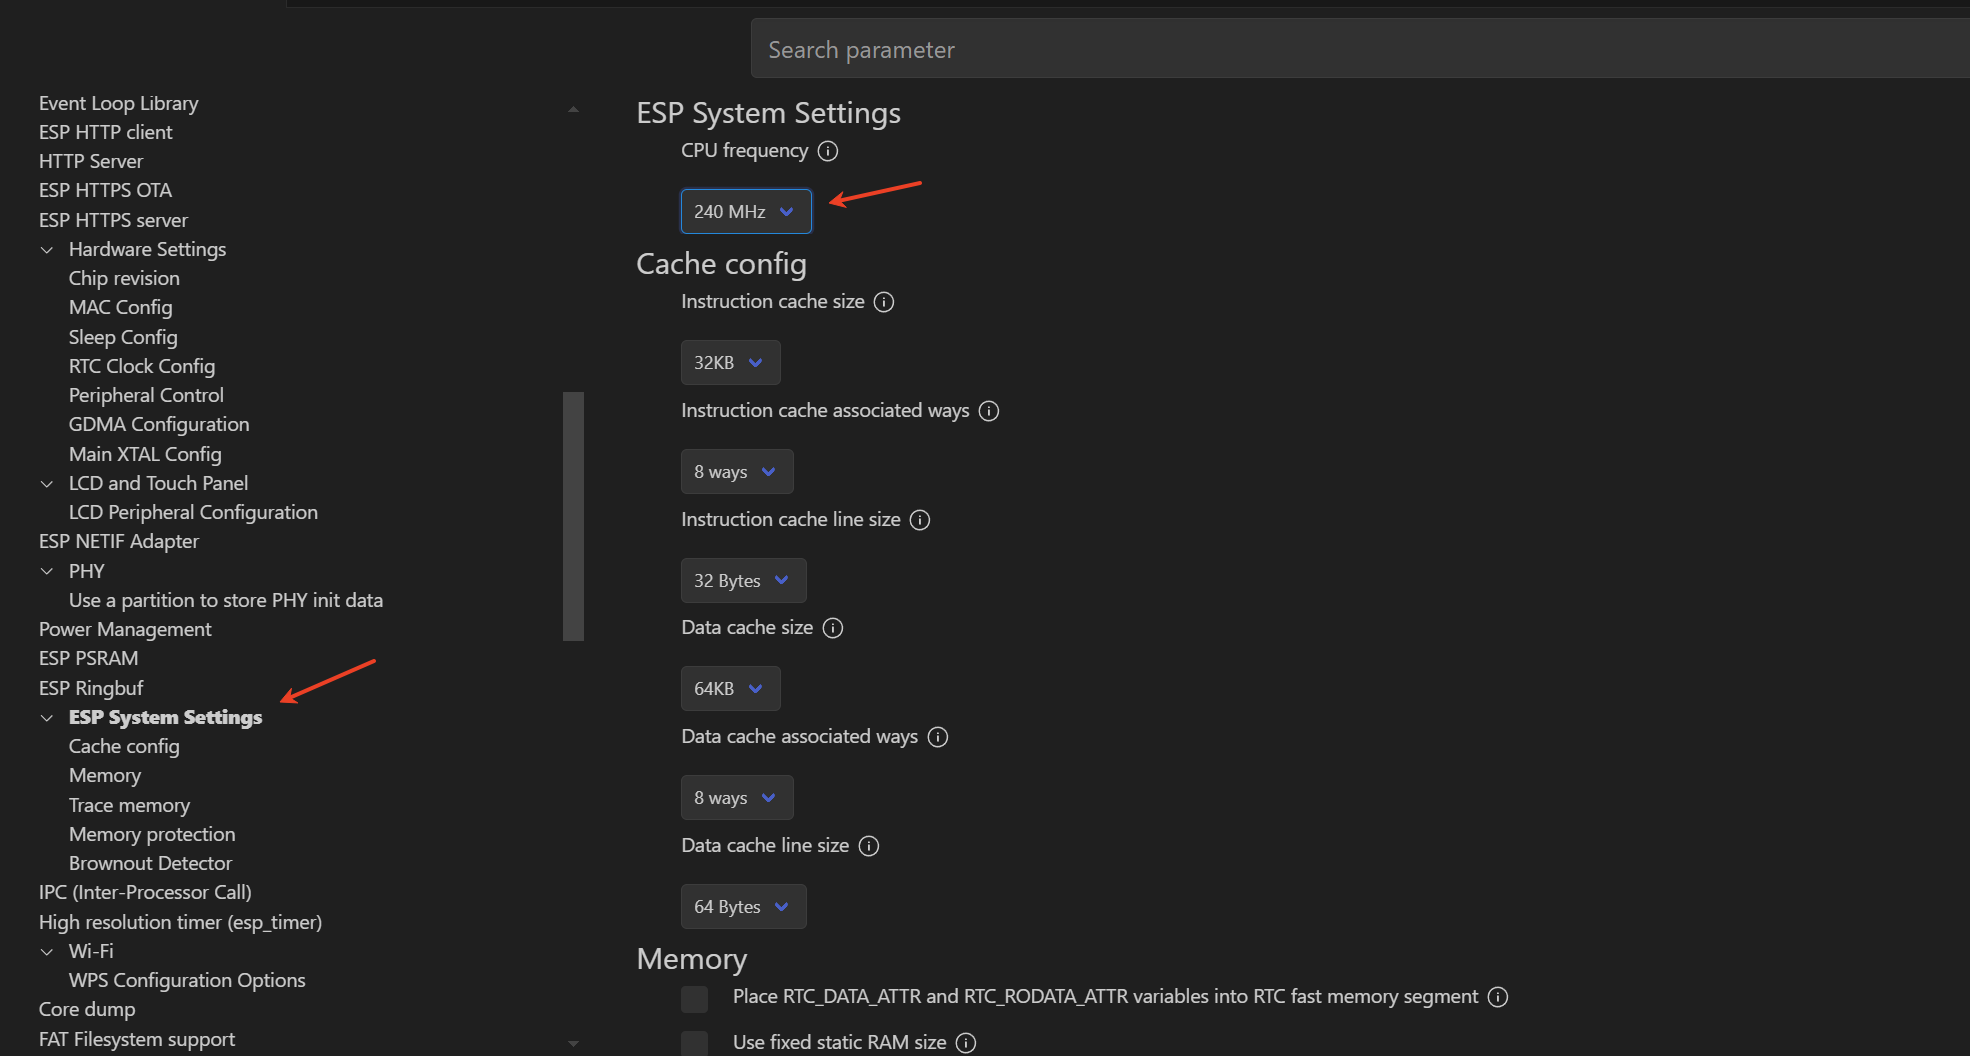 Search parameter
Event Loop Library
ESP HTTP client
HTTP Server
ESP HTTPS OTA
ESP HTTPS server
Hardware Settings
Chip revision
MAC Config
Sleep Config
RTC Clock Config
Peripheral Control
GDMA Configuration
Main XTAL Config
LCD and Touch Panel
LCD Peripheral Configuration
ESP NETIF Adapter
PHY
Use a partition to store PHY init data
Power Management
ESP PSRAM
ESP Ringbuf
ESP System Settings
Cache config
Memory
Trace memory
Memory protection
Brownout Detector
IPC (Inter-Processor Call)
High resolution timer (esp_timer)
Wi-Fi
WPS Configuration Options
Core dump
FAT Filesystem support
ESP System Settings
CPU frequency
240 MHz
Cache config
Instruction cache size
32KB
Instruction cache associated ways
8 ways
Instruction cache line size
32 Bytes
Data cache size
64KB
Data cache associated ways
8 ways
Data cache line size
64 Bytes
Memory
Place RTC_DATA_ATTR and RTC_RODATA_ATTR variables into RTC fast memory segment
Use fixed static RAM size